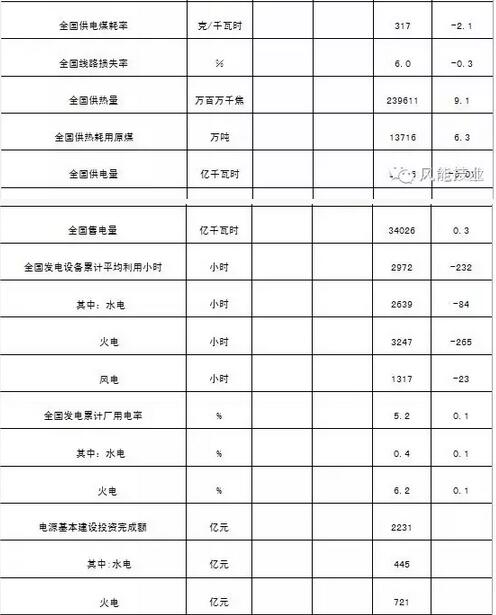 全国供电煤耗率 克/千瓦时 317 -2.1
全国线路损失率 % 6.0 -0.3
全国供热量 万百万千焦 239611 9.1
全国供热耗用原煤 万吨 13716 6.3
全国供电量 亿千瓦时 风能技业
全国售电量 亿千瓦时 34026 0.3
全国发电设备累计平均利用小时 小时 2972 -232
其中:水电 小时 2639 -84
火电 小时 3247 -265
风电 小时 1317 -23
全国发电累计厂用电率 % 5.2 0.1
其中:水电 % 0.4 0.1
火电 % 6.2 0.1
电源基本建设投资完成额 亿元 2231
其中:水电 亿元 445
火电 亿元 721